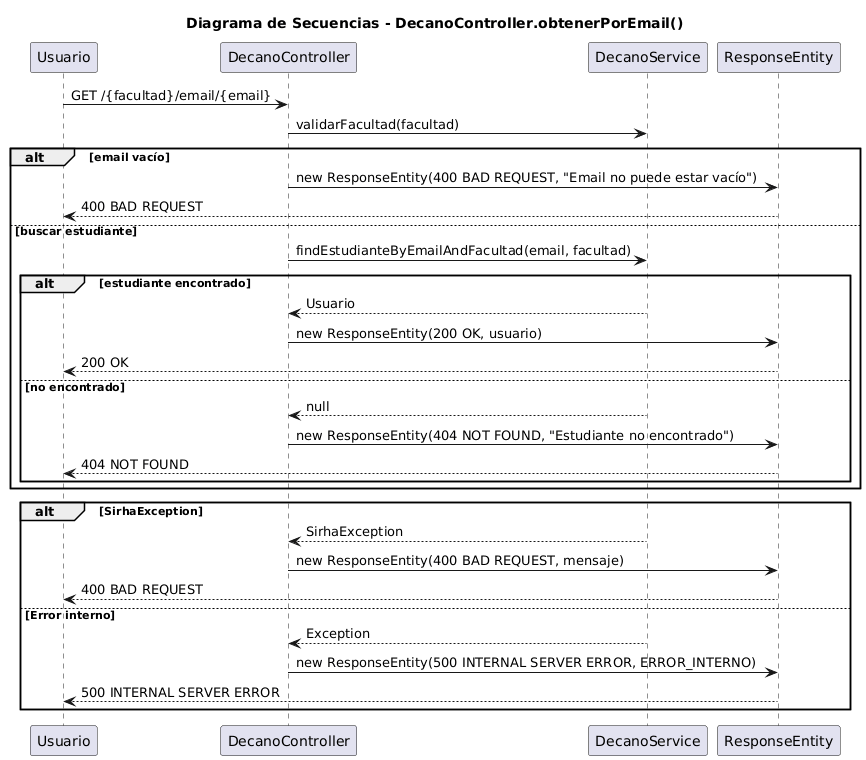 Diagrama de Secuencias - DecanoController.obtenerPorEmail()
Usuario DecanoController DecanoService ResponseEntity
GET /{facultad}/email/{email}
validarFacultad(facultad)
alt [email vacío]
new ResponseEntity(400 BAD REQUEST, "Email no puede estar vacío")
400 BAD REQUEST
[buscar estudiante]
findEstudianteByEmailAndFacultad(email, facultad)
alt [estudiante encontrado]
Usuario
new ResponseEntity(200 OK, usuario)
200 OK
[no encontrado]
null
new ResponseEntity(404 NOT FOUND, "Estudiante no encontrado")
404 NOT FOUND
alt [SirhaException]
SirhaException
new ResponseEntity(400 BAD REQUEST, mensaje)
400 BAD REQUEST
[Error interno]
Exception
new ResponseEntity(500 INTERNAL SERVER ERROR, ERROR_INTERNO)
500 INTERNAL SERVER ERROR
Usuario DecanoController DecanoService ResponseEntity